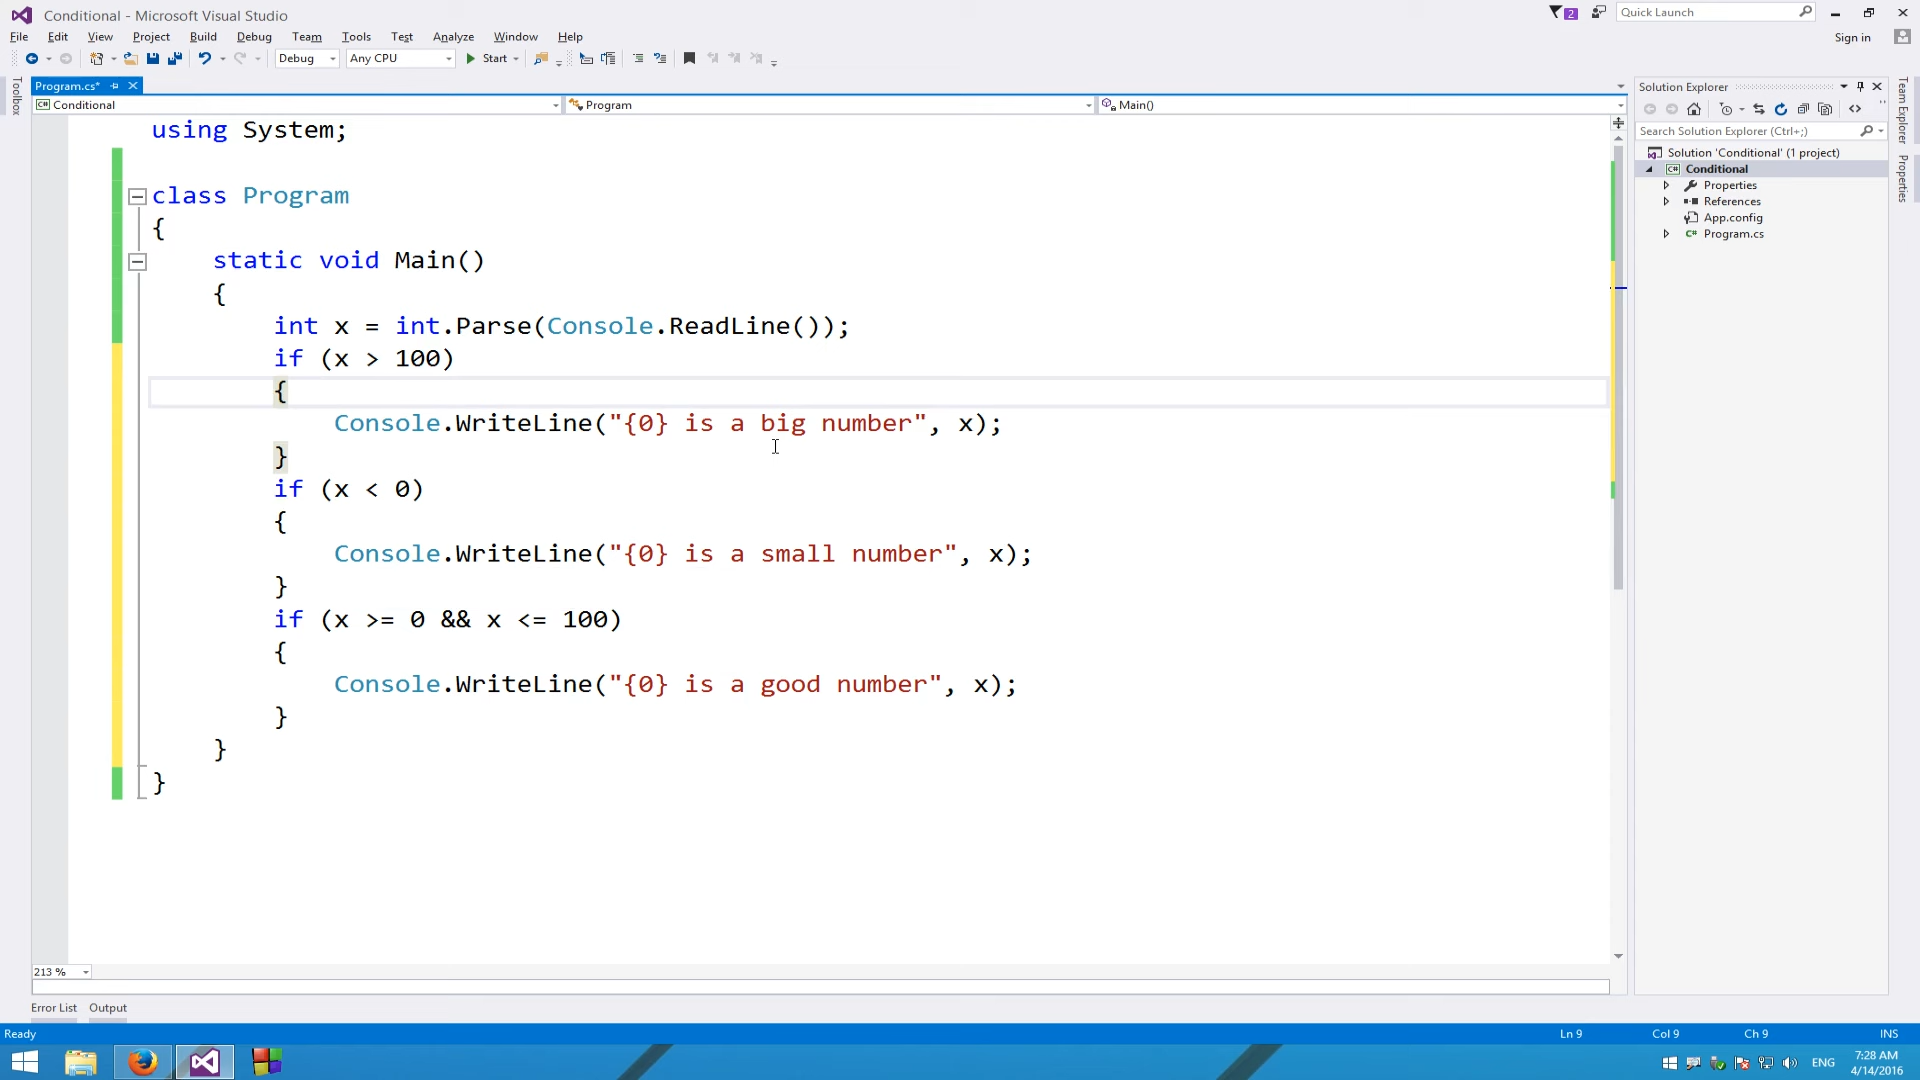 Conditional - Microsoft Visual Studio
2
Quick Launch
File Edit View Project Build Debug Team Tools Test Analyze Window Help
Sign in
Debug Any CPU Start
Toolbox
Program.cs*
Conditional Program Main()
using System;
class Program
{
static void Main()
{
int x = int.Parse(Console.ReadLine());
if (x > 100)
{
Console.WriteLine("{0} is a big number", x);
}
if (x < 0)
{
Console.WriteLine("{0} is a small number", x);
}
if (x >= 0 && x <= 100)
{
Console.WriteLine("{0} is a good number", x);
}
}
}
Solution Explorer
Search Solution Explorer (Ctrl+;)
Solution 'Conditional' (1 project)
C# Conditional
Properties
References
App.config
C# Program.cs
Team Explorer
Properties
213 %
Error List Output
Ready
Ln 9 Col 9 Ch 9 INS
ENG
7:28 AM
4/14/2016